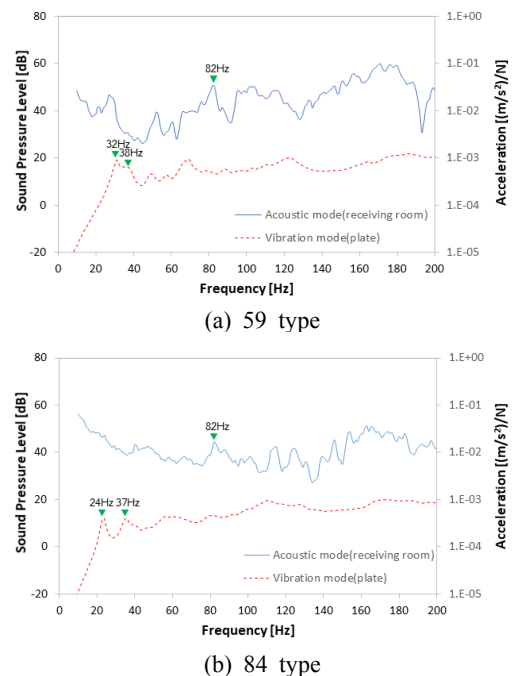 80
60
40
20
0
-20
Sound Pressure Level [dB]
32Hz
38Hz
82Hz
Acoustic mode(receiving room)
Vibration mode(plate)
1.E+00
1.E-01
1.E-02
1.E-03
1.E-04
1.E-05
Acceleration [(m/s²)/N]
0 20 40 60 80 100 120 140 160 180 200
Frequency [Hz]
(a) 59 type
80
60
40
20
0
-20
Sound Pressure Level [dB]
24Hz 37Hz
82Hz
Acoustic mode(receiving room)
Vibration mode(plate)
1.E+00
1.E-01
1.E-02
1.E-03
1.E-04
1.E-05
Acceleration [(m/s²)/N]
0 20 40 60 80 100 120 140 160 180 200
Frequency [Hz]
(b) 84 type